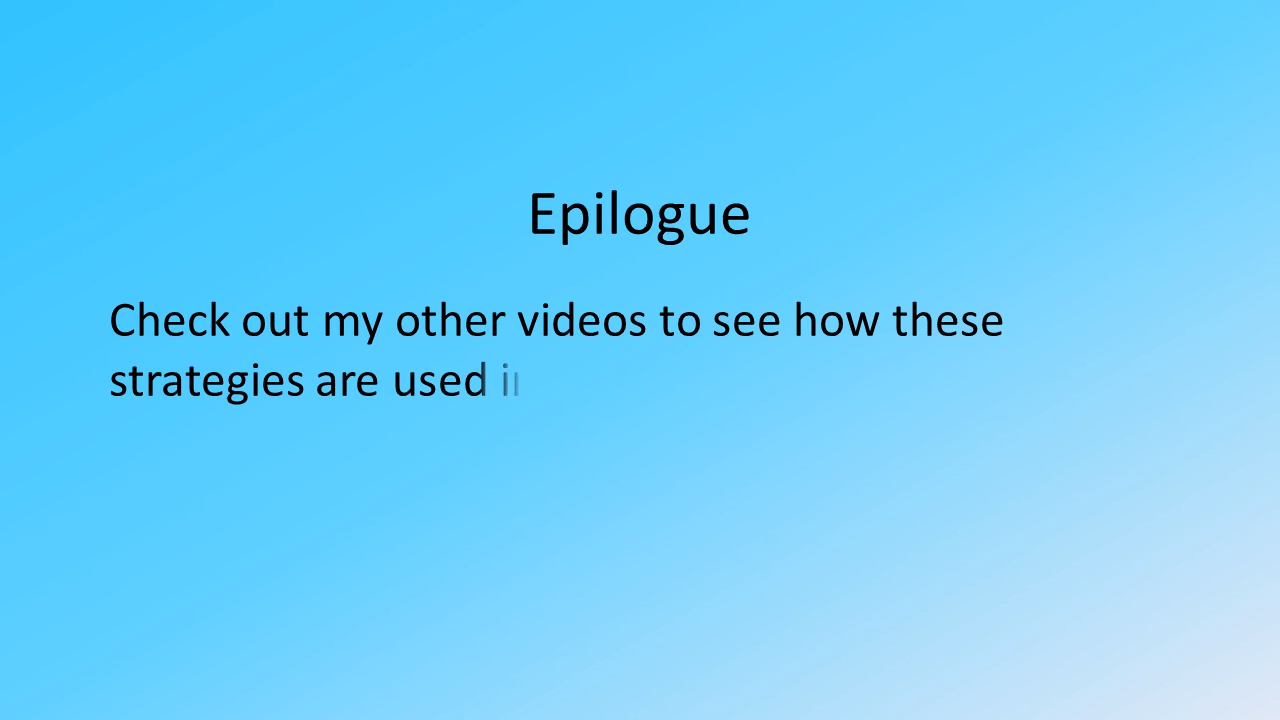 Epilogue
Check out my other videos to see how these
strategies are used